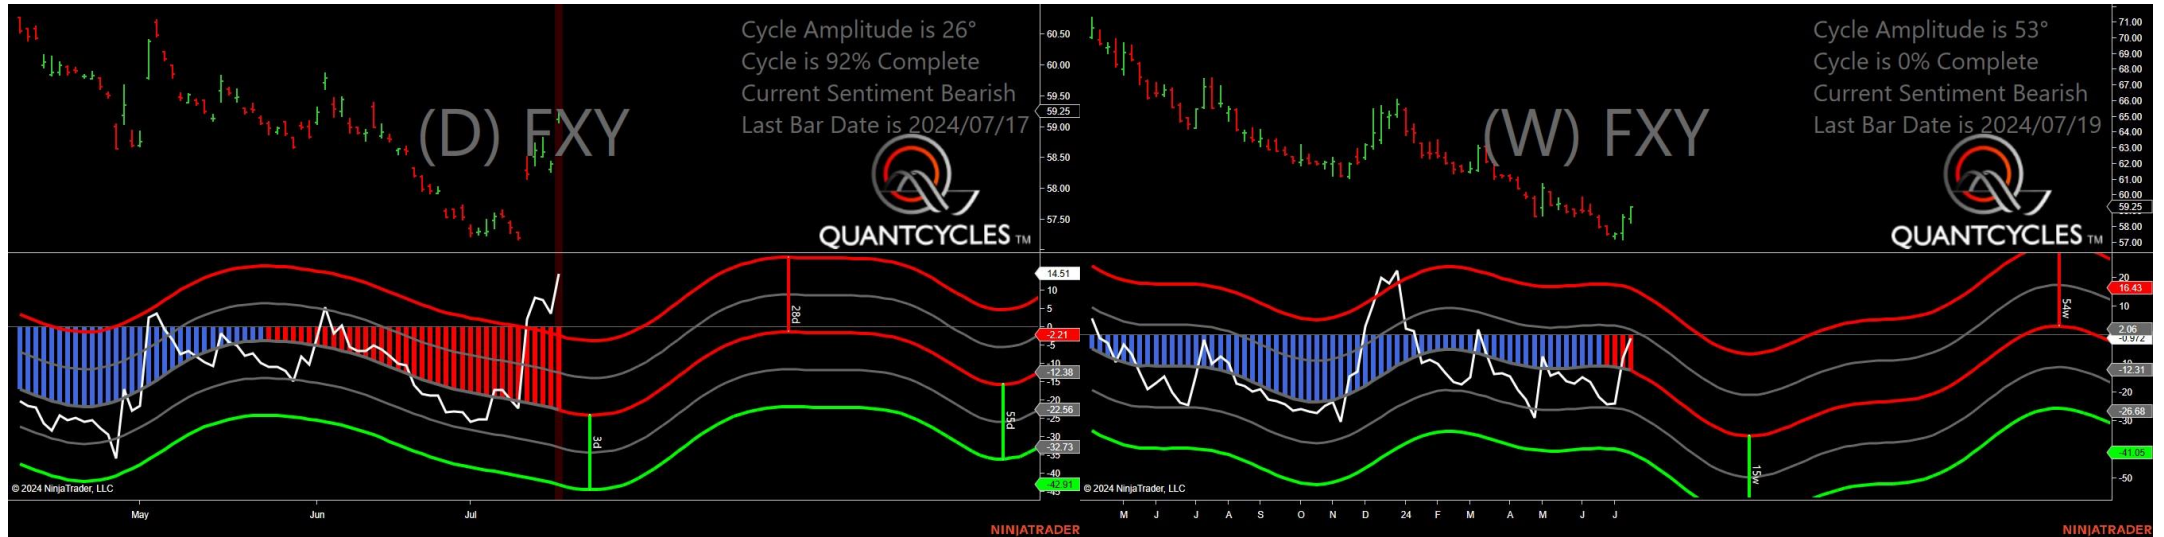 Cycle Amplitude is 26°
Cycle is 92% Complete
Current Sentiment Bearish
Last Bar Date is 2024/07/17
(D) FXY
QUANTCYCLES TM
60.50
60.00
59.50
59.25
59.00
58.50
58.00
57.50
14.51
10
5
0
-2.21
-5
-10
-12.38
-15
-20
-22.56
-25
-30
-32.73
-35
-40
-42.91
-45
28d
3d
55d
© 2024 NinjaTrader, LLC
May
Jun
Jul
NINJATRADER
Cycle Amplitude is 53°
Cycle is 0% Complete
Current Sentiment Bearish
Last Bar Date is 2024/07/19
(W) FXY
QUANTCYCLES TM
71.00
70.00
69.00
68.00
67.00
66.00
65.00
64.00
63.00
62.00
61.00
60.00
59.25
58.00
57.00
20
16.43
10
2.06
-0.972
-12.31
-20
-26.68
-30
-41.05
-50
54w
15w
© 2024 NinjaTrader, LLC
M J J A S O N D 24 F M A M J J
NINJATRADER